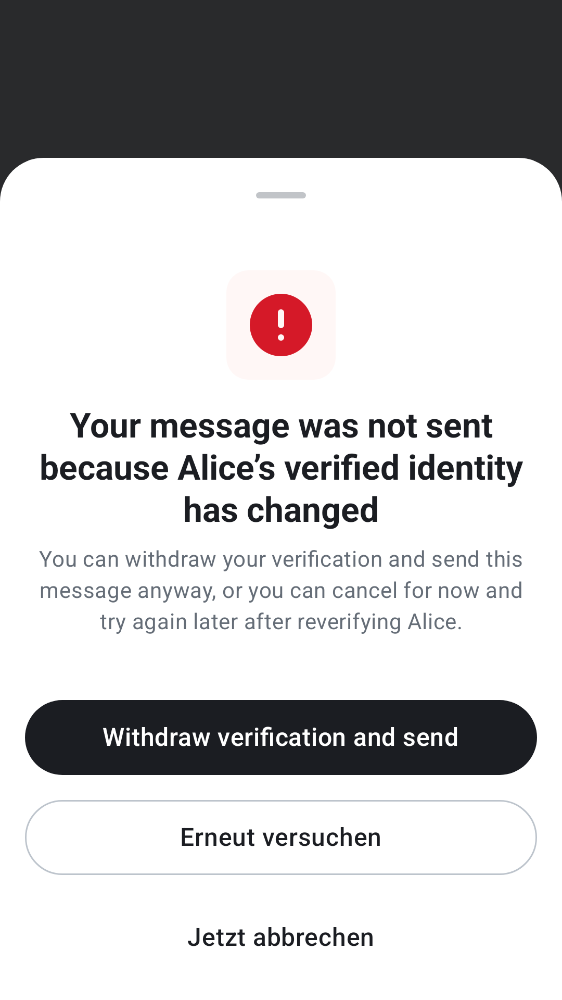 Your message was not sent
because Alice’s verified identity
has changed
You can withdraw your verification and send this
message anyway, or you can cancel for now and
try again later after reverifying Alice.
Withdraw verification and send
Erneut versuchen
Jetzt abbrechen